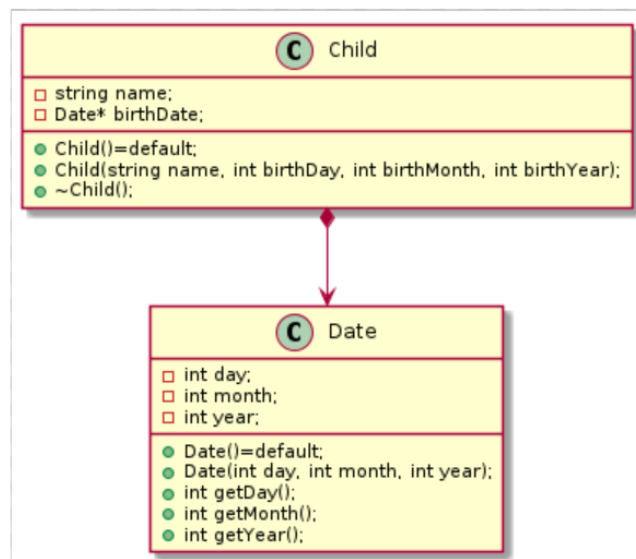 C Child
string name;
Date* birthDate;
Child()=default;
Child(string name, int birthDay, int birthMonth, int birthYear);
~Child();
C Date
int day;
int month;
int year;
Date()=default;
Date(int day, int month, int year);
int getDay();
int getMonth();
int getYear();